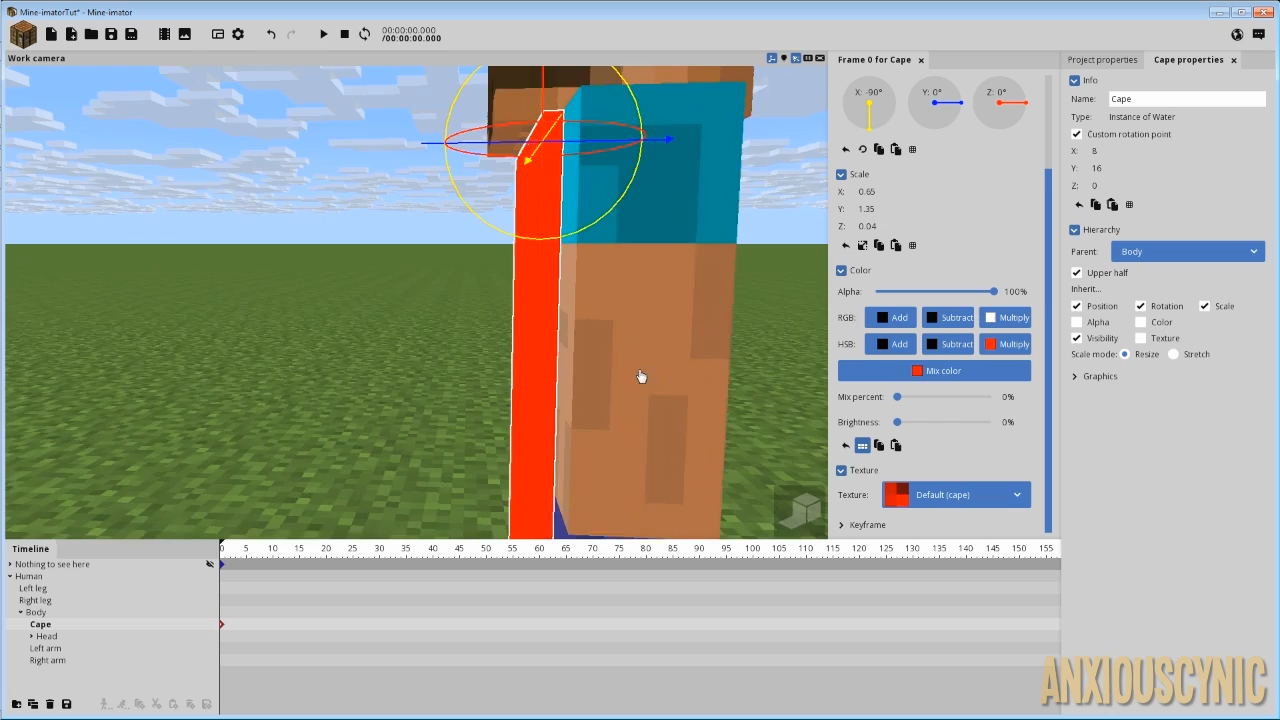 Mine-imatorTut* - Mine-imator
00:00:00.000
/00:00:00.000
Work camera
Frame 0 for Cape
X: -90°
Y: 0°
Z: 0°
Scale
X: 0.65
Y: 1.35
Z: 0.04
Color
Alpha: 100%
RGB: Add Subtract Multiply
HSB: Add Subtract Multiply
Mix color
Mix percent: 0%
Brightness: 0%
Texture
Texture: Default (cape)
Keyframe
Project properties Cape properties
Info
Name: Cape
Type: Instance of Water
Custom rotation point
X: 8
Y: 16
Z: 0
Hierarchy
Parent: Body
Upper half
Inherit...
Position Rotation Scale
Alpha Color
Visibility Texture
Scale mode: Resize Stretch
Graphics
Timeline
0 5 10 15 20 25 30 35 40 45 50 55 60 65 70 75 80 85 90 95 100 105 110 115 120 125 130 135 140 145 150 155
Nothing to see here
Human
Left leg
Right leg
Body
Cape
Head
Left arm
Right arm
ANXIOUSCYNIC